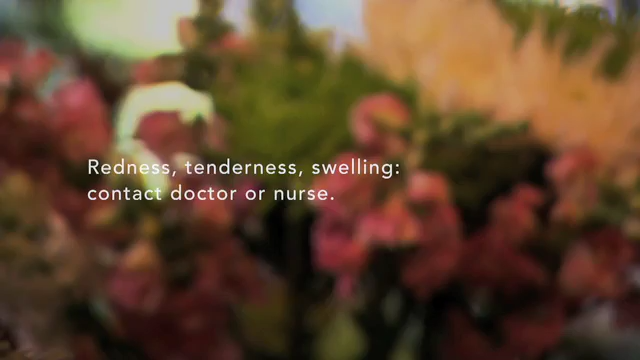 Redness, tenderness, swelling:
contact doctor or nurse.